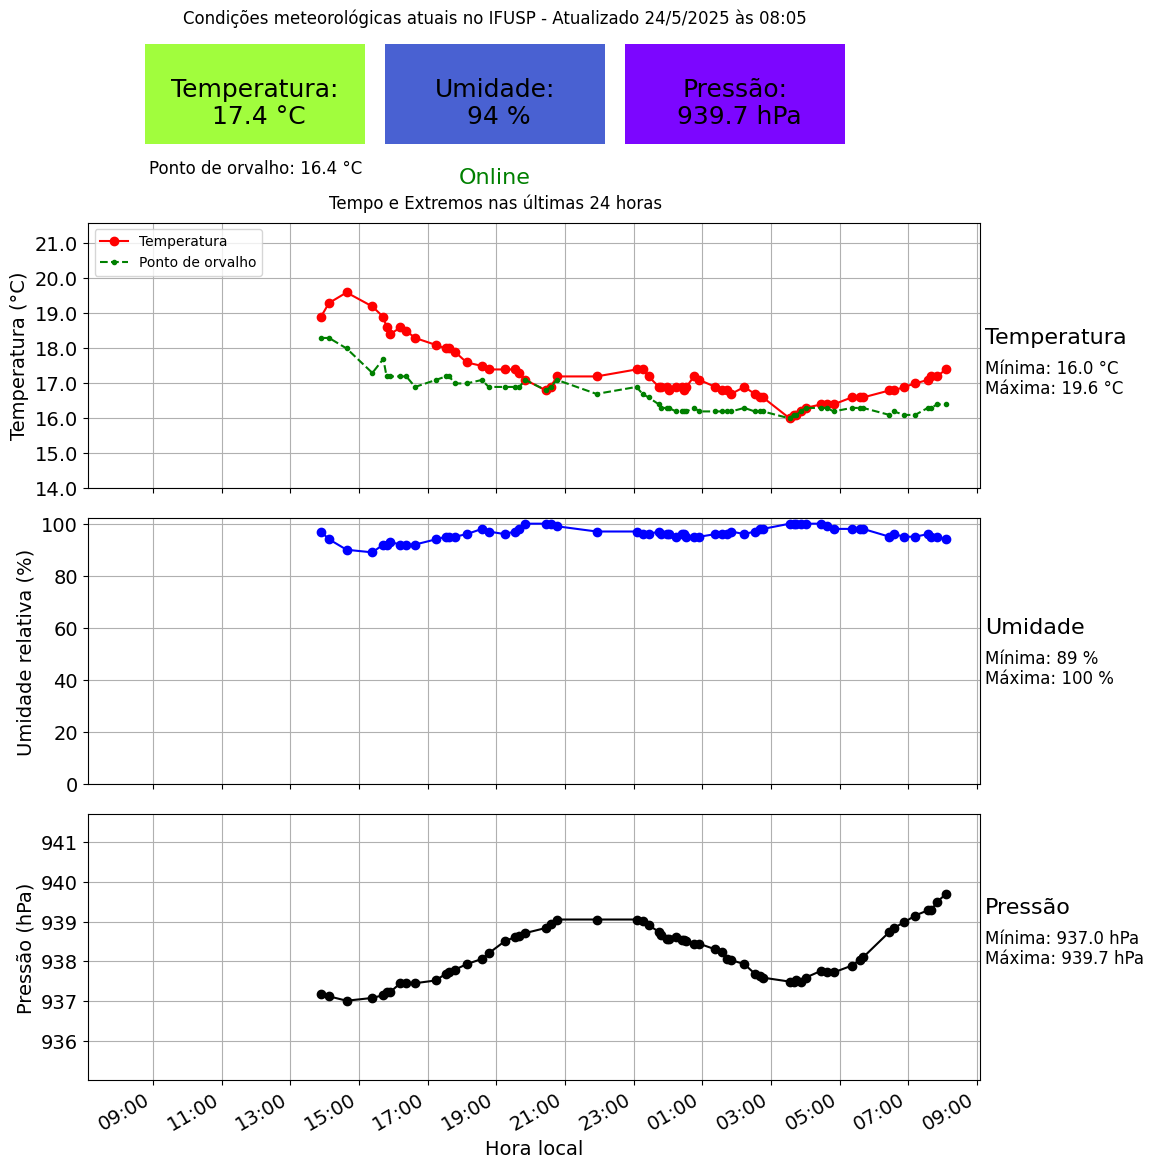 Condições meteorológicas atuais no IFUSP - Atualizado 24/5/2025 às 08:05
Temperatura:
17.4 °C
Umidade:
94 %
Pressão:
939.7 hPa
Ponto de orvalho: 16.4 °C
Online
Tempo e Extremos nas últimas 24 horas
Temperatura (°C)
21.0
20.0
19.0
18.0
17.0
16.0
15.0
14.0
Temperatura
Ponto de orvalho
Temperatura
Mínima: 16.0 °C
Máxima: 19.6 °C
Umidade relativa (%)
100
80
60
40
20
0
Umidade
Mínima: 89 %
Máxima: 100 %
Pressão (hPa)
941
940
939
938
937
936
Pressão
Mínima: 937.0 hPa
Máxima: 939.7 hPa
09:00
11:00
13:00
15:00
17:00
19:00
21:00
23:00
01:00
03:00
05:00
07:00
09:00
Hora local